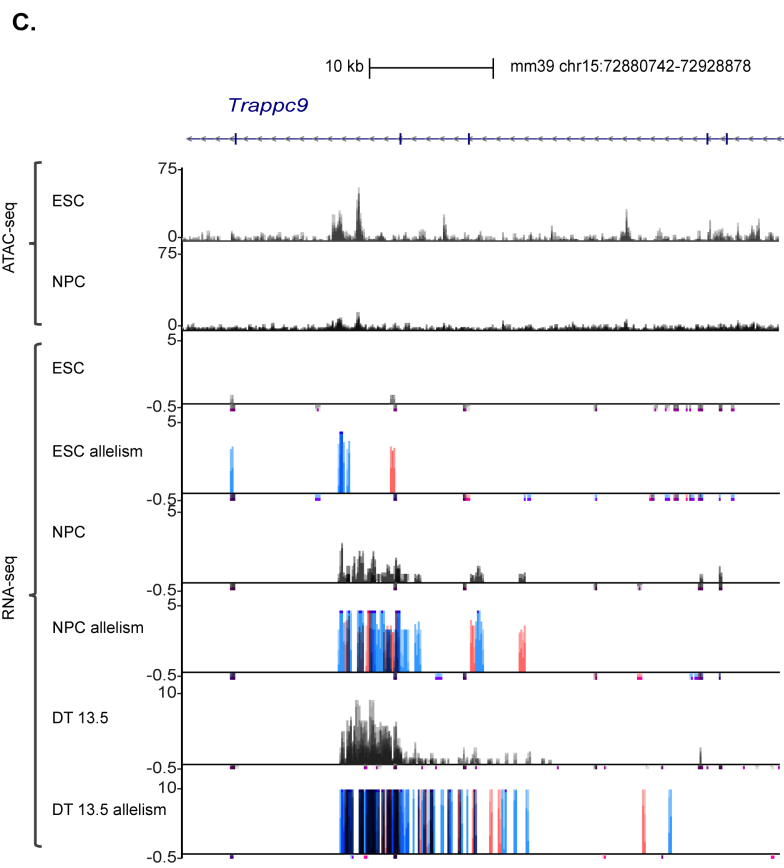 C.
10 kb mm39 chr15:72880742-72928878
Trappc9
ATAC-seq
75
ESC
0
75
NPC
0
RNA-seq
5
ESC
-0.5
5
ESC allelism
-0.5
5
NPC
-0.5
5
NPC allelism
-0.5
10
DT 13.5
-0.5
10
DT 13.5 allelism
-0.5